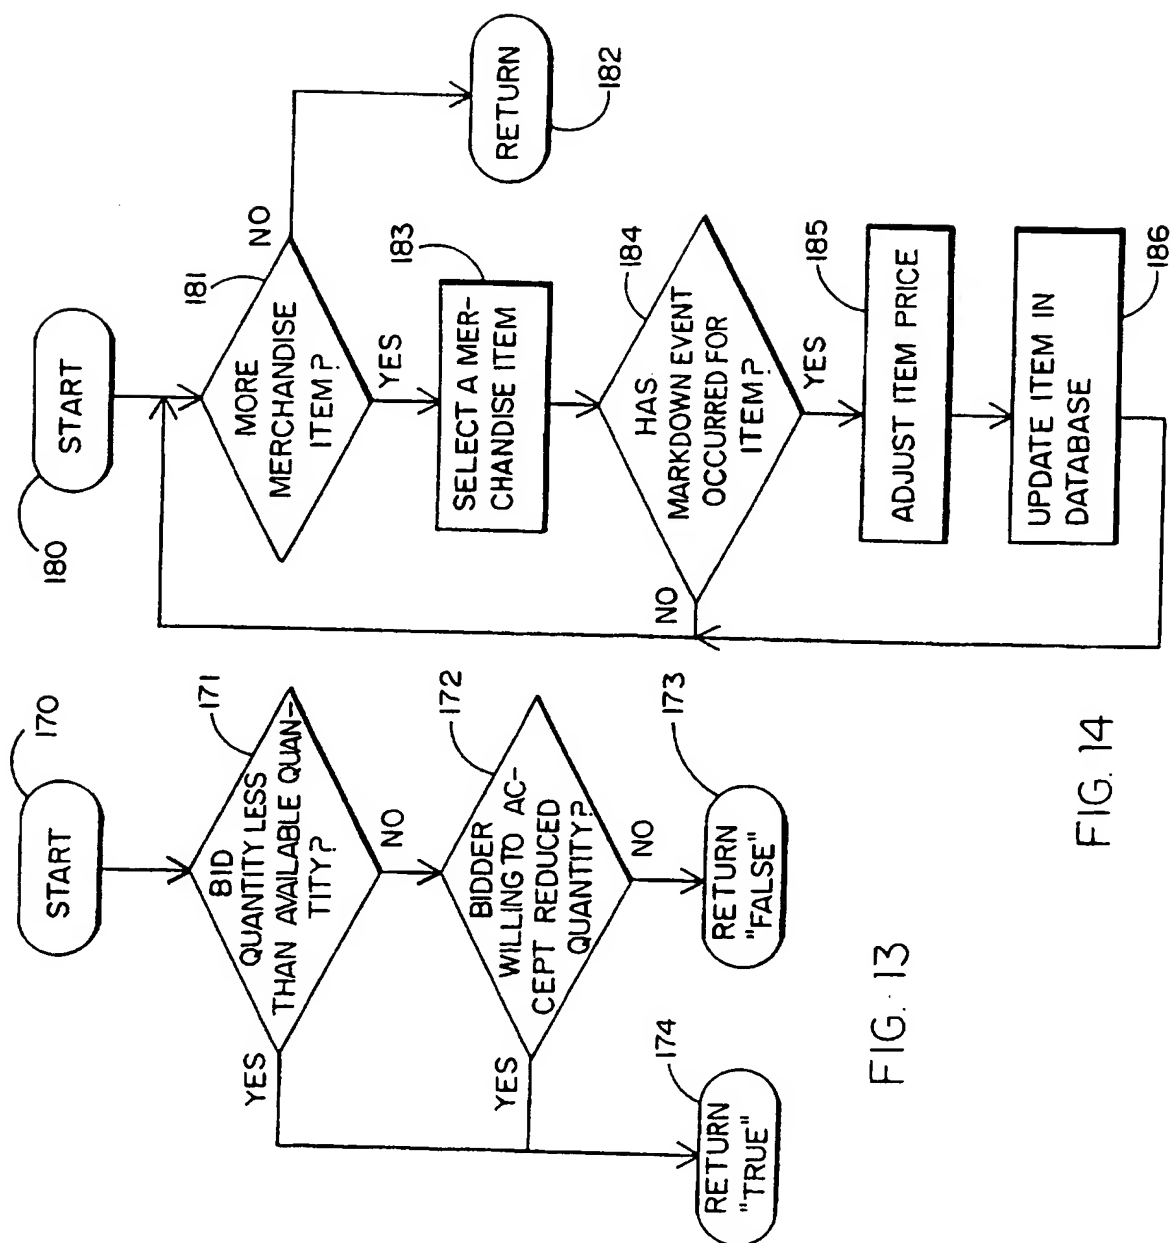 170
START
171
BID
QUANTITY LESS
THAN AVAILABLE QUAN-
TITY?
YES
NO
172
BIDDER
WILLING TO AC-
CEPT REDUCED
QUANTITY?
YES
NO
174
RETURN
"TRUE"
173
RETURN
"FALSE"
FIG. 13
180
START
181
MORE
MERCHANDISE
ITEM?
NO
YES
RETURN
182
183
SELECT A MER-
CHANDISE ITEM
184
HAS
MARKDOWN EVENT
OCCURRED FOR
ITEM?
NO
YES
185
ADJUST ITEM PRICE
UPDATE ITEM IN
DATABASE
186
FIG. 14